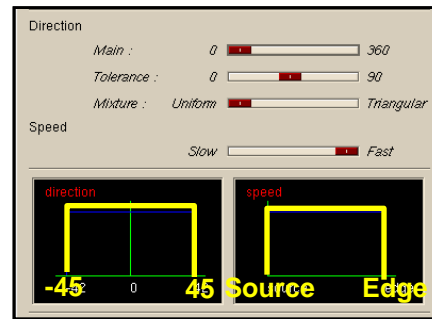 Direction
Main : 0 360
Tolerance : 0 90
Mixture : Uniform Triangular
Speed
Slow Fast
direction speed
-45 0 45 Source Edge